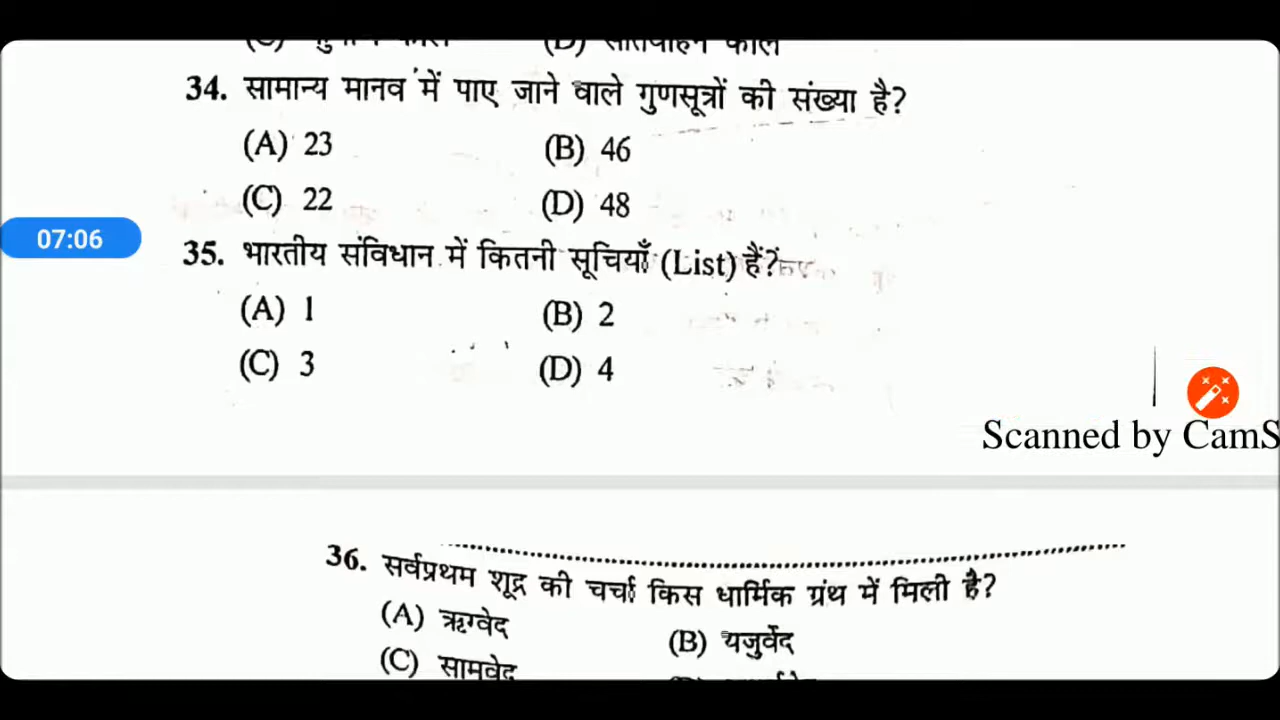 34. सामान्य मानव में पाए जाने वाले गुणसूत्रों की संख्या है?
(A) 23 (B) 46
(C) 22 (D) 48
07:06
35. भारतीय संविधान में कितनी सूचियाँ (List) हैं?
(A) 1 (B) 2
(C) 3 (D) 4
Scanned by CamS
36. सर्वप्रथम शूद्र की चर्चा किस धार्मिक ग्रंथ में मिली है?
(A) ऋग्वेद (B) यजुर्वेद
(C) सामवेद